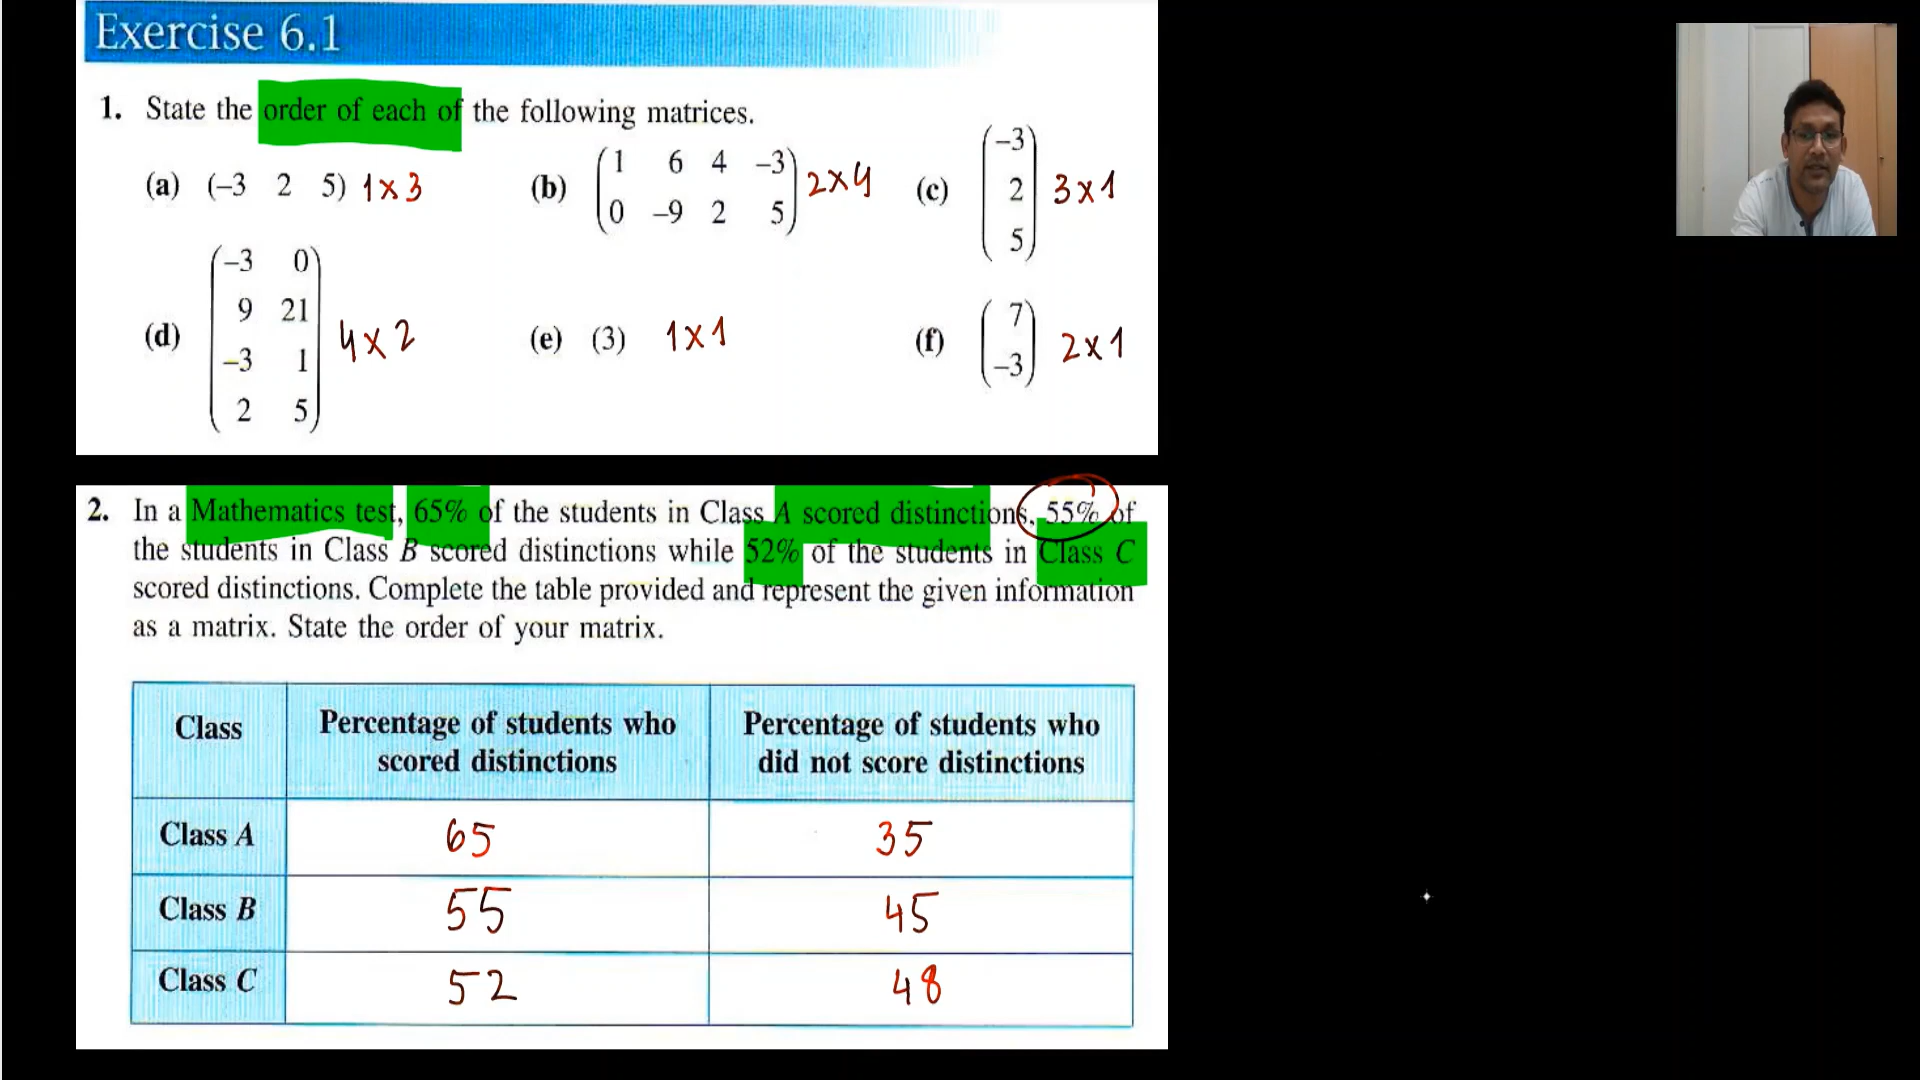 Exercise 6.1
1. State the order of each of the following matrices.
(a) (–3 2 5) 1×3
(b) (1 6 4 –3
0 –9 2 5) 2×4
(c) (–3
2
5) 3×1
(d) (–3 0
9 21
–3 1
2 5) 4×2
(e) (3) 1×1
(f) (7
–3) 2×1
2. In a Mathematics test, 65% of the students in Class A scored distinctions, 55% of
the students in Class B scored distinctions while 52% of the students in Class C
scored distinctions. Complete the table provided and represent the given information
as a matrix. State the order of your matrix.
Class
Percentage of students who
scored distinctions
Percentage of students who
did not score distinctions
Class A 65 35
Class B 55 45
Class C 52 48